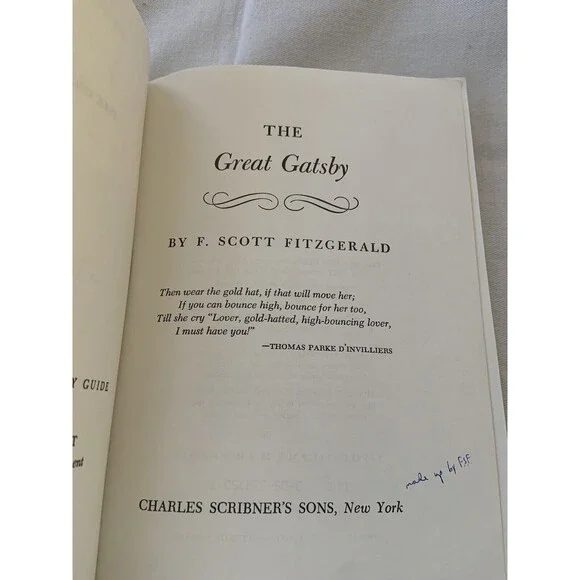 THE
Great Gatsby
BY F. SCOTT FITZGERALD
Then wear the gold hat, if that will move her;
If you can bounce high, bounce for her too,
Till she cry "Lover, gold-hatted, high-bouncing lover,
I must have you!"
—THOMAS PARKE D'INVILLIERS
Y GUIDE
T
ent
made up by FSF.
CHARLES SCRIBNER'S SONS, New York